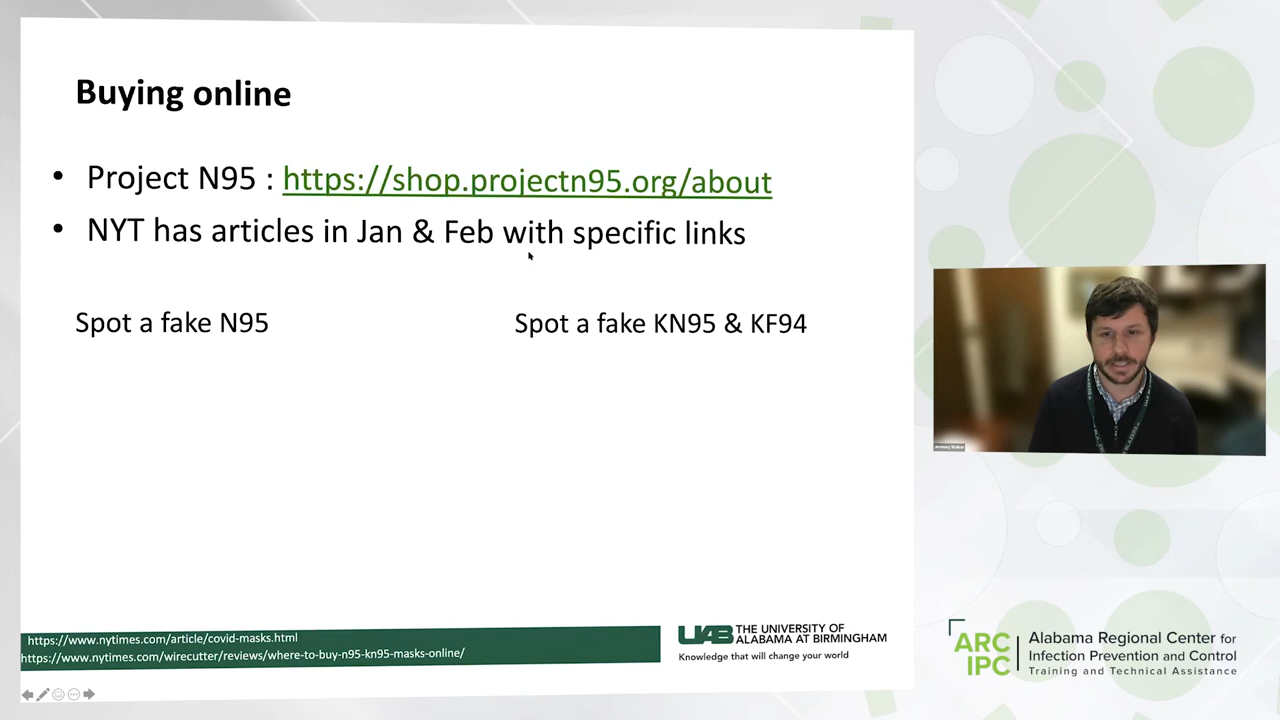 Buying online
• Project N95 : https://shop.projectn95.org/about
• NYT has articles in Jan & Feb with specific links
Spot a fake N95
Spot a fake KN95 & KF94
https://www.nytimes.com/article/covid-masks.html
https://www.nytimes.com/wirecutter/reviews/where-to-buy-n95-kn95-masks-online/
UAB
THE UNIVERSITY OF
ALABAMA AT BIRMINGHAM
Knowledge that will change your world
ARC
IPC
Alabama Regional Center for
Infection Prevention and Control
Training and Technical Assistance